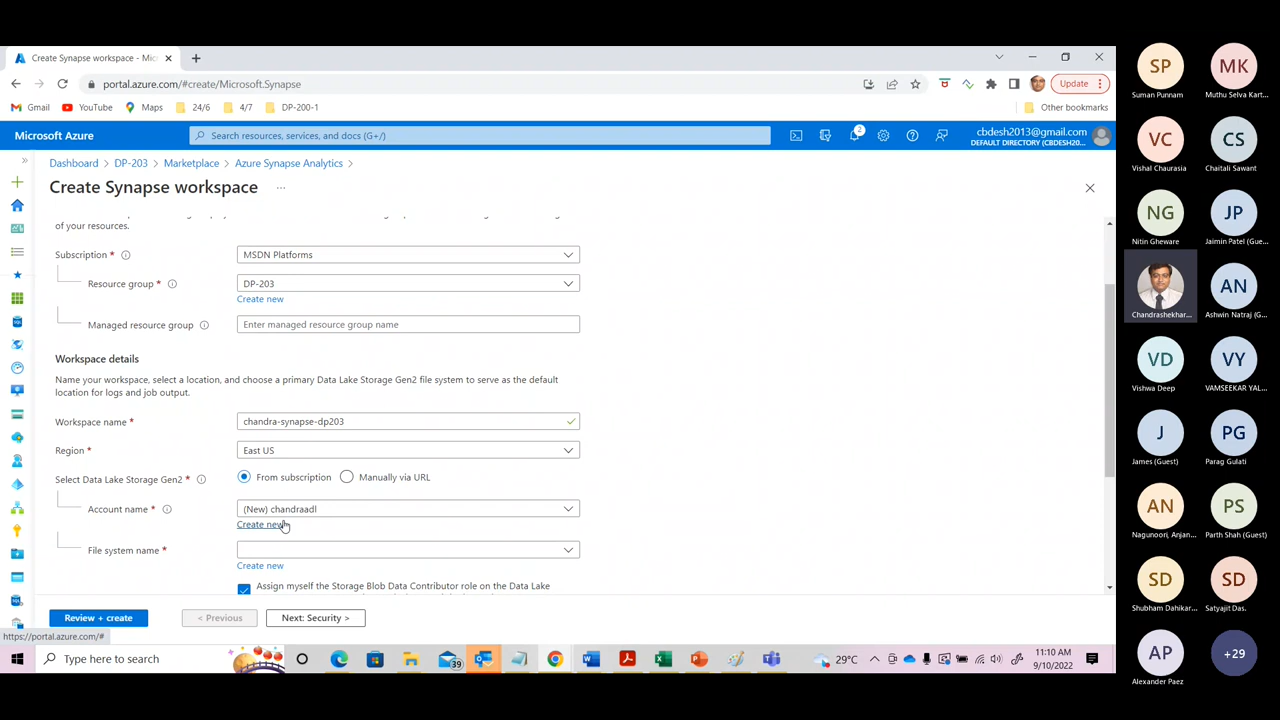 Create Synapse workspace - Mic
portal.azure.com/#create/Microsoft.Synapse
Update
Gmail
YouTube
Maps
24/6
4/7
DP-200-1
Other bookmarks
Microsoft Azure
Search resources, services, and docs (G+/)
2
cbdesh2013@gmail.com
DEFAULT DIRECTORY (CBDESH20...
Dashboard > DP-203 > Marketplace > Azure Synapse Analytics >
Create Synapse workspace ...
of your resources.
Subscription *
MSDN Platforms
Resource group *
DP-203
Create new
Managed resource group
Enter managed resource group name
Workspace details
Name your workspace, select a location, and choose a primary Data Lake Storage Gen2 file system to serve as the default
location for logs and job output.
Workspace name *
chandra-synapse-dp203
Region *
East US
Select Data Lake Storage Gen2 *
From subscription
Manually via URL
Account name *
(New) chandraadl
Create new
File system name *
Create new
Assign myself the Storage Blob Data Contributor role on the Data Lake
Review + create
< Previous
Next: Security >
https://portal.azure.com/#
Type here to search
39
29°C
11:10 AM
9/10/2022
SP
Suman Punnam
MK
Muthu Selva Kart...
VC
Vishal Chaurasia
CS
Chaitali Sawant
NG
Nitin Gheware
JP
Jaimin Patel (Gue...
Chandrashekhar...
AN
Ashwin Natraj (G...
VD
Vishwa Deep
VY
VAMSEEKAR YAL...
J
James (Guest)
PG
Parag Gulati
AN
Nagunoori, Anjan...
PS
Parth Shah (Guest)
SD
Shubham Dahikar...
SD
Satyajit Das.
AP
Alexander Paez
+29